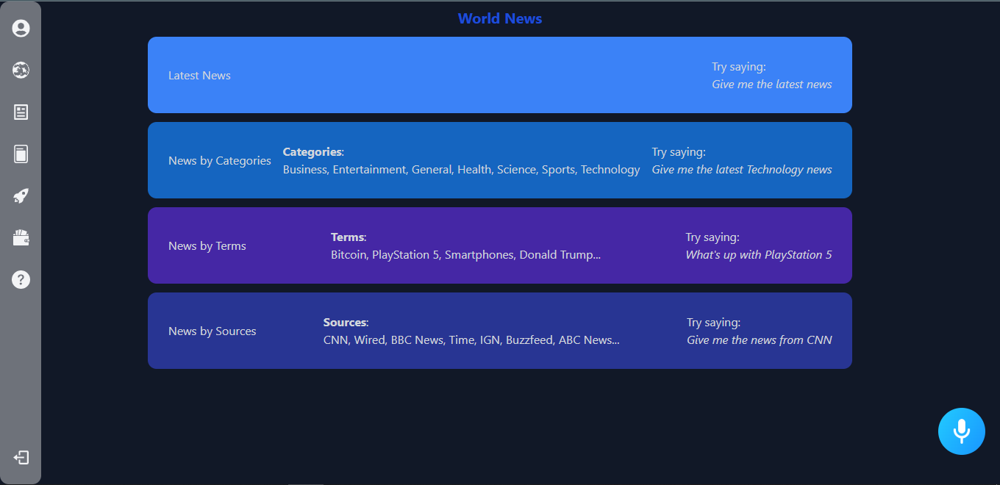 World News
Latest News
Try saying:
Give me the latest news
News by Categories
Categories:
Business, Entertainment, General, Health, Science, Sports, Technology
Try saying:
Give me the latest Technology news
News by Terms
Terms:
Bitcoin, PlayStation 5, Smartphones, Donald Trump...
Try saying:
What's up with PlayStation 5
News by Sources
Sources:
CNN, Wired, BBC News, Time, IGN, Buzzfeed, ABC News...
Try saying:
Give me the news from CNN